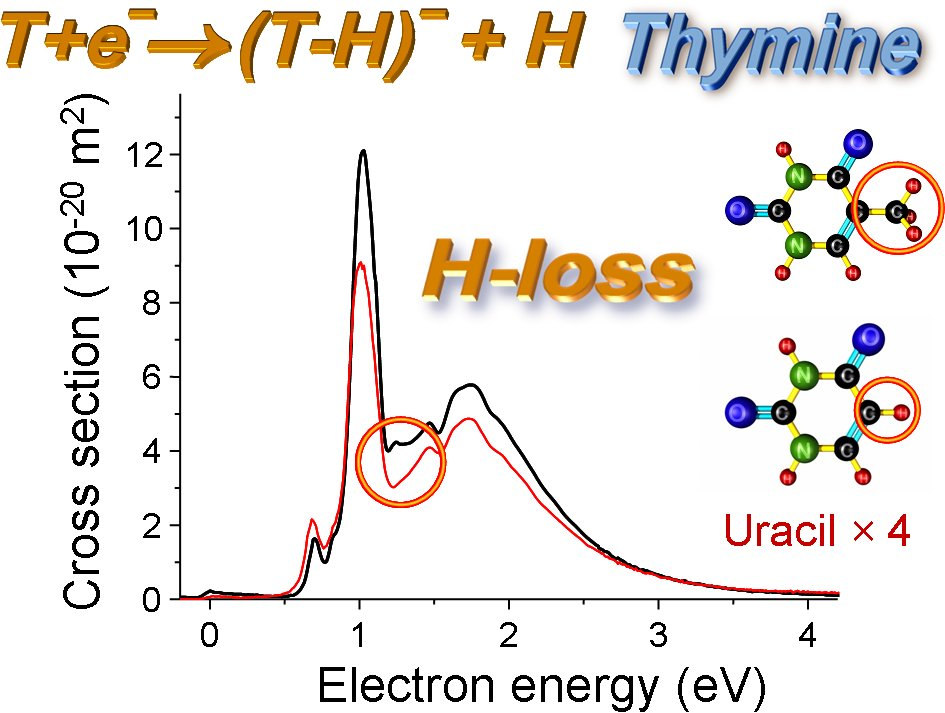 T+e⁻→(T-H)⁻ + H Thymine
Cross section (10⁻²⁰ m²)
12
10
8
6
4
2
0
0 1 2 3 4
Electron energy (eV)
H-loss
H O
N C H
O C C C H
N C H
H H
H O
N C
O C C H
N C
H H
Uracil × 4